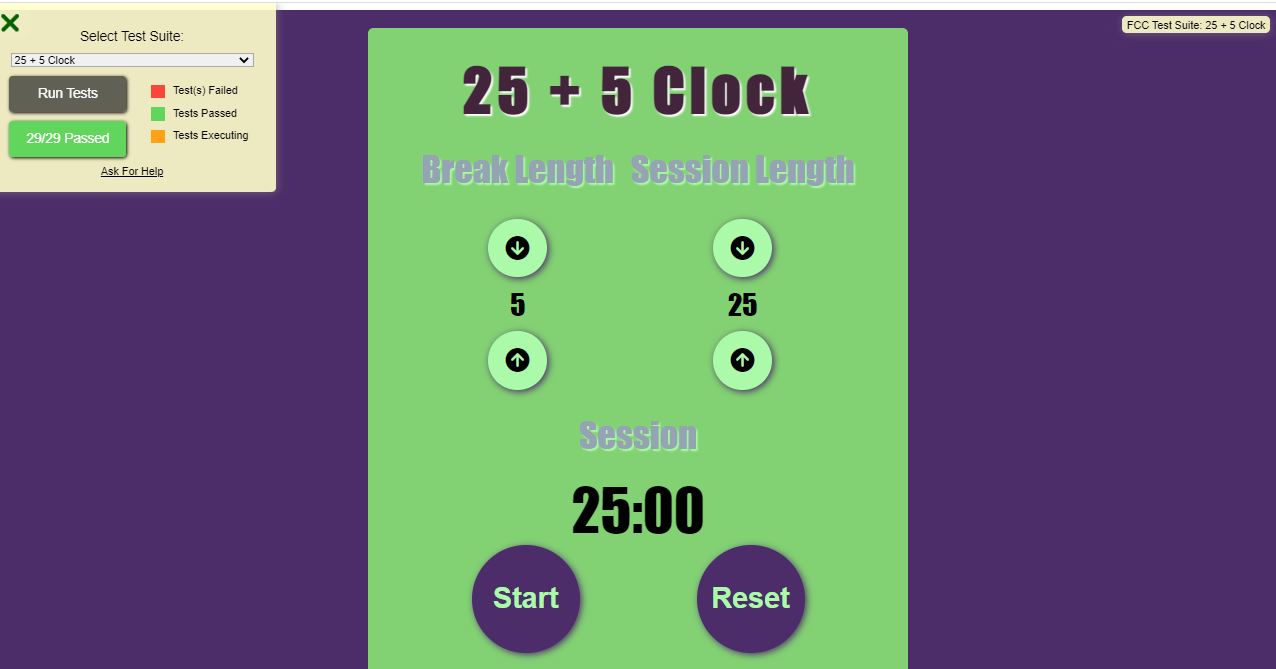 Select Test Suite:
25 + 5 Clock
Run Tests
29/29 Passed
Test(s) Failed
Tests Passed
Tests Executing
Ask For Help
FCC Test Suite: 25 + 5 Clock
25 + 5 Clock
Break Length Session Length
5 25
Session
25:00
Start Reset